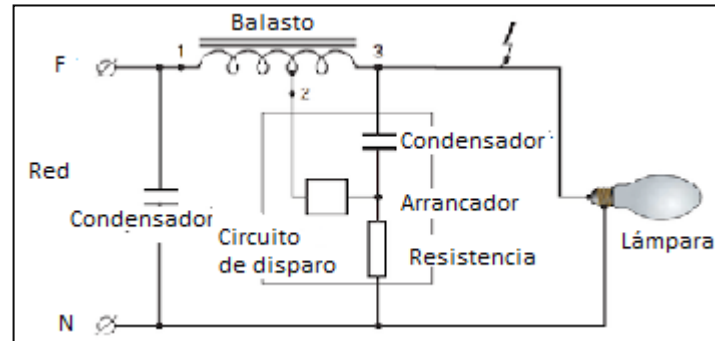 Balasto
F
1
3
2
Condensador
Red
Condensador
Arrancador
Circuito
de disparo
Resistencia
Lámpara
N